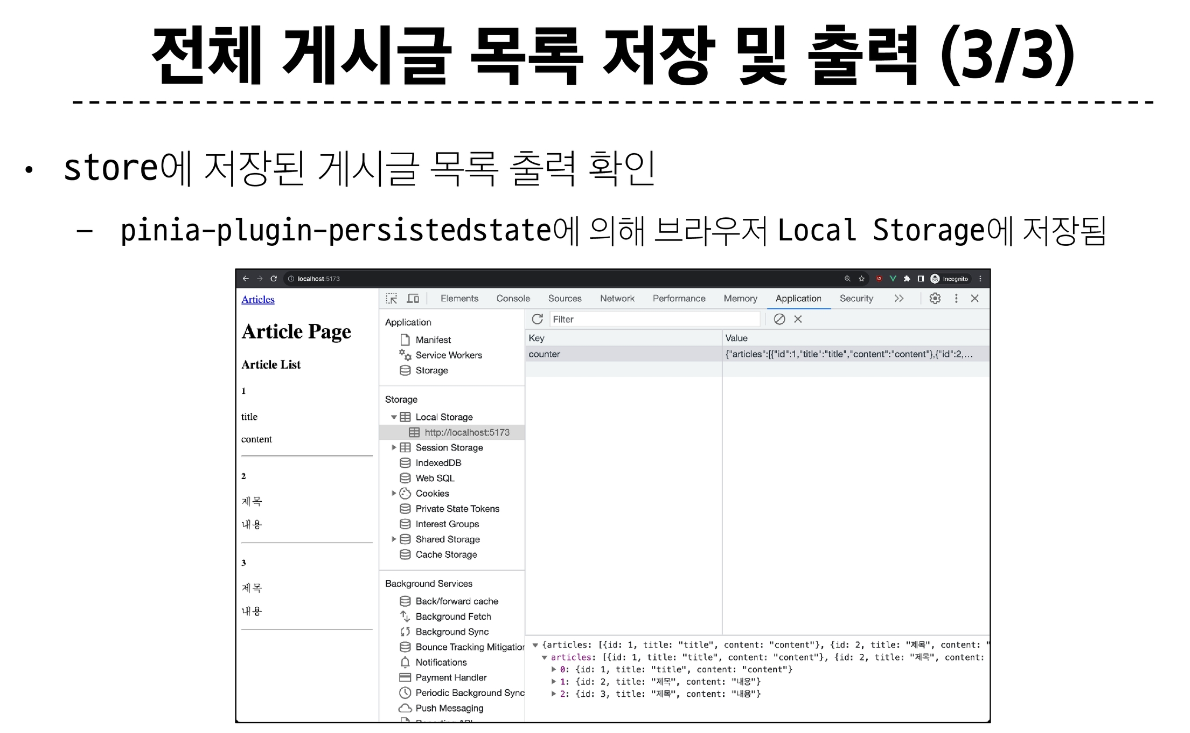 전체 게시글 목록 저장 및 출력 (3/3)
• store에 저장된 게시글 목록 출력 확인
– pinia-plugin-persistedstate에 의해 브라우저 Local Storage에 저장됨
localhost:5173
Incognito
Articles
Article Page
Article List
1
title
content
2
제목
내용
3
제목
내용
Elements Console Sources Network Performance Memory Application Security
Application
Manifest
Service Workers
Storage
Storage
Local Storage
http://localhost:5173
Session Storage
IndexedDB
Web SQL
Cookies
Private State Tokens
Interest Groups
Shared Storage
Cache Storage
Background Services
Back/forward cache
Background Fetch
Background Sync
Bounce Tracking Mitigation
Notifications
Payment Handler
Periodic Background Sync
Push Messaging
Filter
Key Value
counter {"articles":[{"id":1,"title":"title","content":"content"},{"id":2,...
{articles: [{id: 1, title: "title", content: "content"}, {id: 2, title: "제목", content: "
articles: [{id: 1, title: "title", content: "content"}, {id: 2, title: "제목", content:
0: {id: 1, title: "title", content: "content"}
1: {id: 2, title: "제목", content: "내용"}
2: {id: 3, title: "제목", content: "내용"}